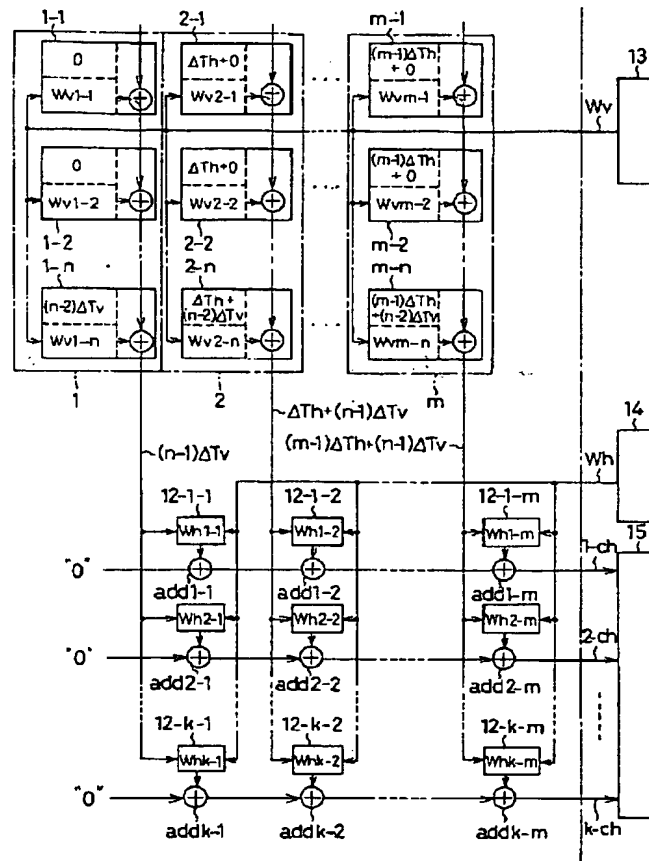 1-1 2-1 m-1
13
0 ΔTh+0 (m-1)ΔTh
+ 0
Wv1-1 Wv2-1 Wvm-1
Wv
0 ΔTh+0 (m-1)ΔTh
+ 0
Wv1-2 Wv2-2 Wvm-2
1-2 2-2 m-2
1-n 2-n m-n
(n-2)ΔTv ΔTh+
(n-2)ΔTv (m-1)ΔTh
+(n-2)ΔTv
Wv1-n Wv2-n Wvm-n
1 2 m
ΔTh+(n-1)ΔTv
(n-1)ΔTv (m-1)ΔTh+(n-1)ΔTv
14
Wh
12-1-1 12-1-2 12-1-m 15
Wh1-1 Wh1-2 Wh1-m
1-ch
"0"
add1-1 add1-2 add1-m
Wh2-1 Wh2-2 Wh2-m
2-ch
"0"
add2-1 add2-2 add2-m
12-k-1 12-k-2 12-k-m
Whk-1 Whk-2 Whk-m
"0"
addk-1 addk-2 addk-m k-ch